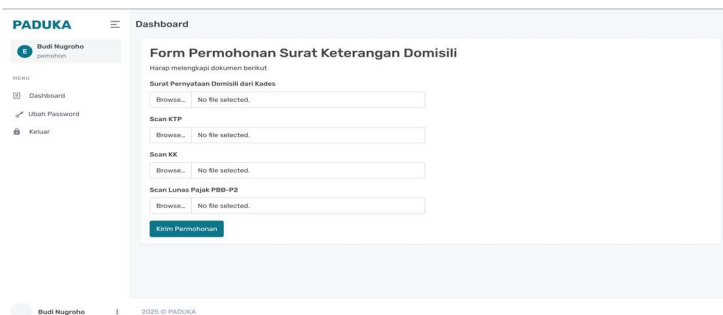 PADUKA
Dashboard
E
Budi Nugroho
pemohon
MENU
Dashboard
Ubah Password
Keluar
Form Permohonan Surat Keterangan Domisili
Harap melengkapi dokumen berikut
Surat Pernyataan Domisili dari Kades
Browse... No file selected.
Scan KTP
Browse... No file selected.
Scan KK
Browse... No file selected.
Scan Lunas Pajak PBB-P2
Browse... No file selected.
Kirim Permohonan
Budi Nugroho
2025 © PADUKA